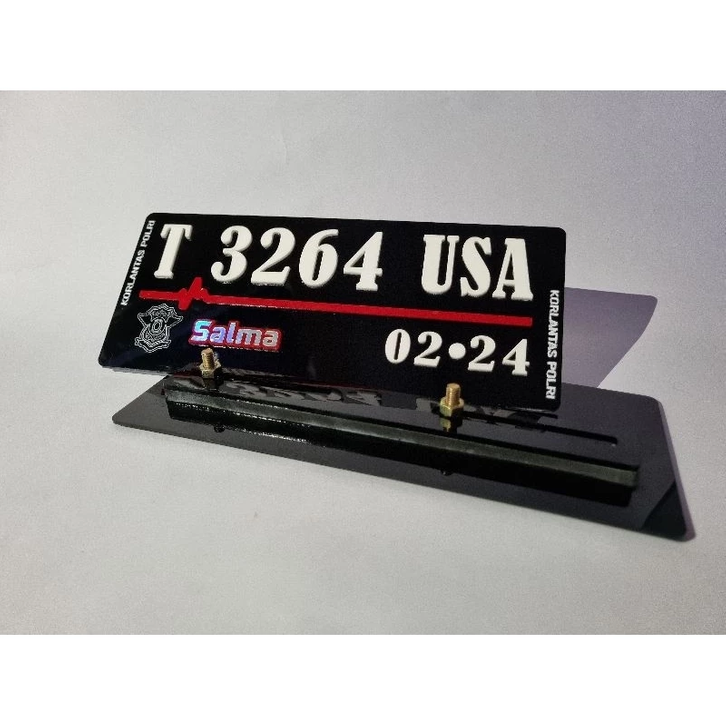 T 3264 USA
KORLANTAS POLRI
Salma
02•24
KORLANTAS POLRI